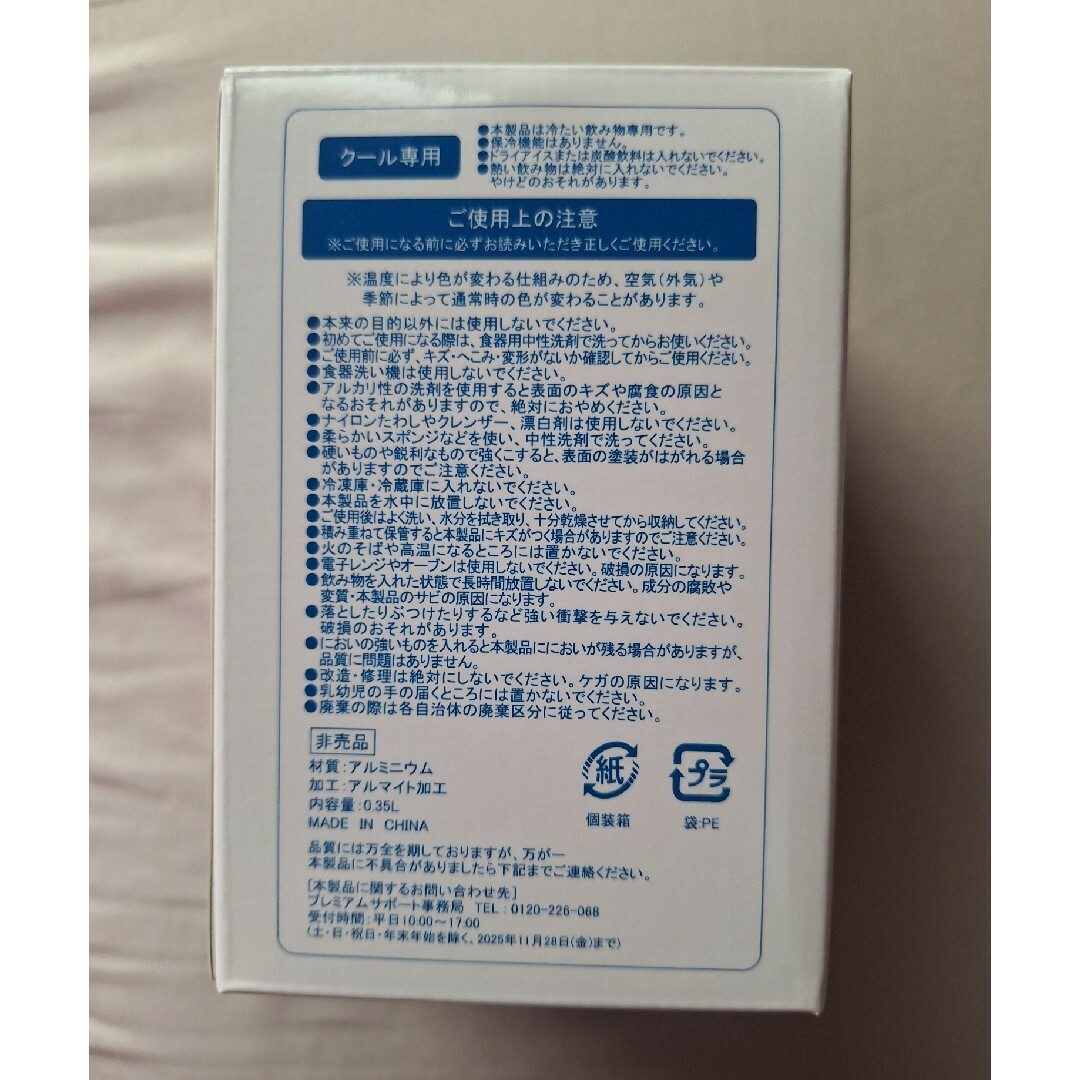 クール専用
●本製品は冷たい飲み物専用です。
●保冷機能はありません。
●ドライアイスまたは炭酸飲料は入れないでください。
●熱い飲み物は絶対に入れないでください。
やけどのおそれがあります。
ご使用上の注意
※ご使用になる前に必ずお読みいただき正しくご使用ください。
※温度により色が変わる仕組みのため、空気(外気)や
季節によって通常時の色が変わることがあります。
●本来の目的以外には使用しないでください。
●初めてご使用になる際は、食器用中性洗剤で洗ってからお使いください。
●ご使用前に必ず、キズ・へこみ・変形がないか確認してからご使用ください。
●食器洗い機は使用しないでください。
●アルカリ性の洗剤を使用すると表面のキズや腐食の原因と
なるおそれがありますので、絶対におやめください。
●ナイロンたわしやクレンザー、漂白剤は使用しないでください。
●柔らかいスポンジなどを使い、中性洗剤で洗ってください。
●硬いものや鋭利なもので強くこすると、表面の塗装がはがれる場合
がありますのでご注意ください。
●冷凍庫・冷蔵庫に入れないでください。
●本製品を水中に放置しないでください。
●ご使用後はよく洗い、水分を拭き取り、十分乾燥させてから収納してください。
●積み重ねて保管すると本製品にキズがつく場合がありますのでご注意ください。
●火のそばや高温になるところには置かないでください。
●電子レンジやオーブンは使用しないでください。破損の原因になります。
●飲み物を入れた状態で長時間放置しないでください。成分の腐敗や
変質・本製品のサビの原因になります。
●落としたりぶつけたりするなど強い衝撃を与えないでください。
破損のおそれがあります。
●においの強いものを入れると本製品ににおいが残る場合がありますが、
品質に問題はありません。
●改造・修理は絶対にしないでください。ケガの原因になります。
●乳幼児の手の届くところには置かないでください。
●廃棄の際は各自治体の廃棄区分に従ってください。
非売品
材質:アルミニウム
加工:アルマイト加工
内容量:0.35L
MADE IN CHINA
紙
個装箱
プラ
袋:PE
品質には万全を期しておりますが、万が一
本製品に不具合がありましたら下記までご連絡ください。
[本製品に関するお問い合わせ先]
プレミアムサポート事務局 TEL:0120-226-068
受付時間:平日10:00～17:00
(土・日・祝日・年末年始を除く、2025年11月28日(金)まで)